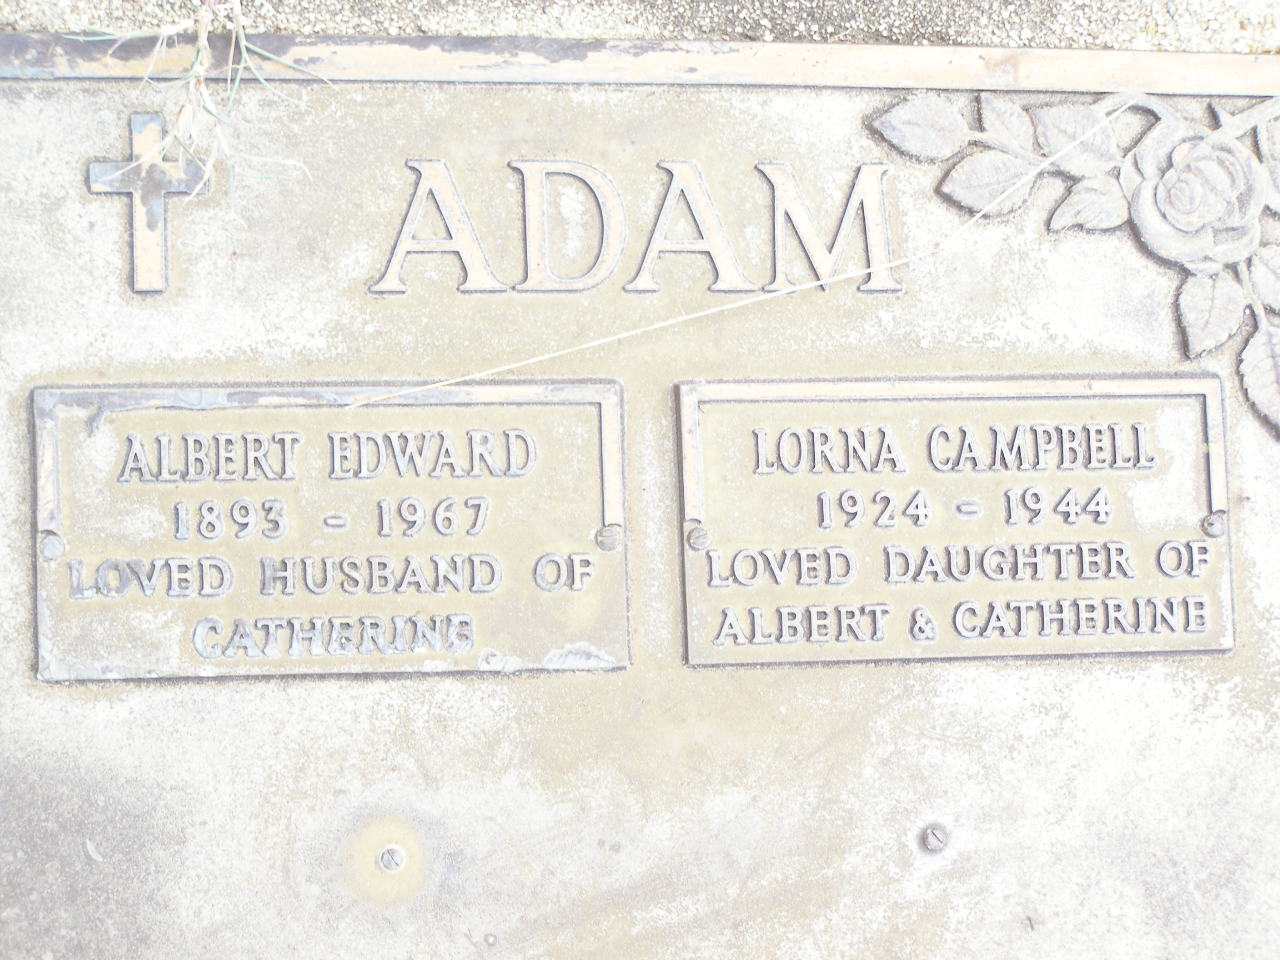 ADAM
ALBERT EDWARD
1893 - 1967
LOVED HUSBAND OF
CATHERINE
LORNA CAMPBELL
1924 - 1944
LOVED DAUGHTER OF
ALBERT & CATHERINE